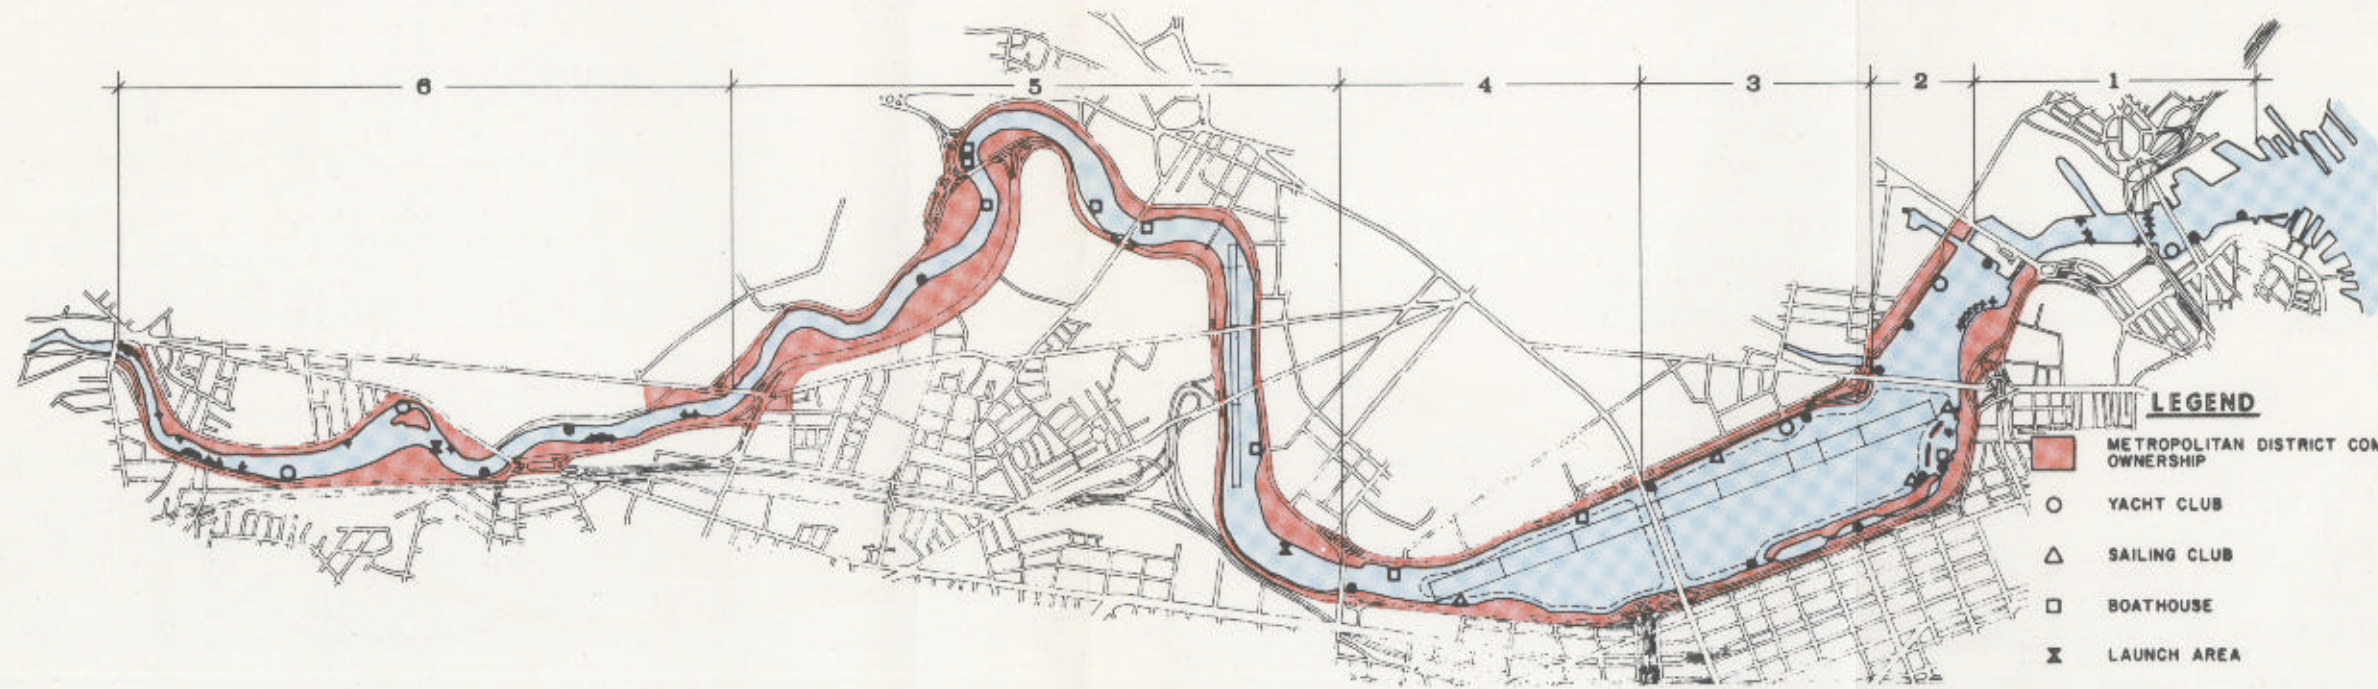 6 5 4 3 2 1
LEGEND
METROPOLITAN DISTRICT COM
OWNERSHIP
YACHT CLUB
SAILING CLUB
BOATHOUSE
LAUNCH AREA